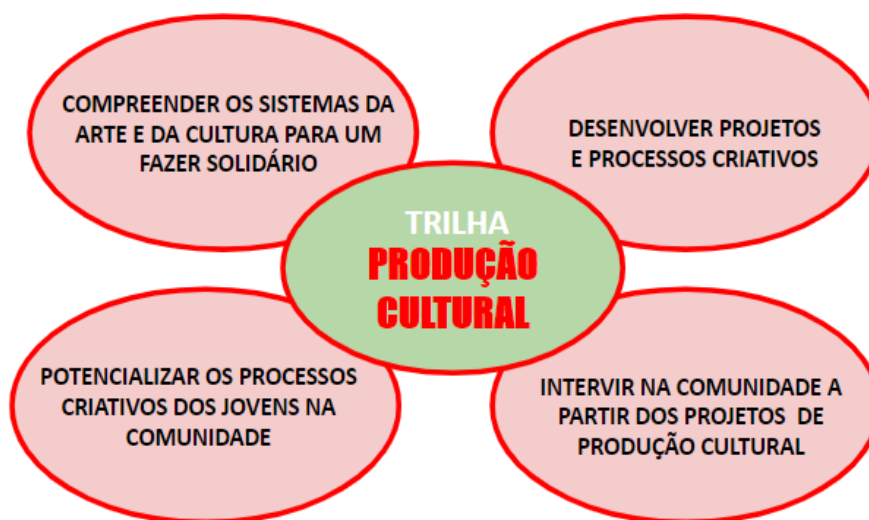 COMPREENDER OS SISTEMAS DA
ARTE E DA CULTURA PARA UM
FAZER SOLIDÁRIO
DESENVOLVER PROJETOS
E PROCESSOS CRIATIVOS
TRILHA
PRODUÇÃO
CULTURAL
POTENCIALIZAR OS PROCESSOS
CRIATIVOS DOS JOVENS NA
COMUNIDADE
INTERVIR NA COMUNIDADE A
PARTIR DOS PROJETOS DE
PRODUÇÃO CULTURAL